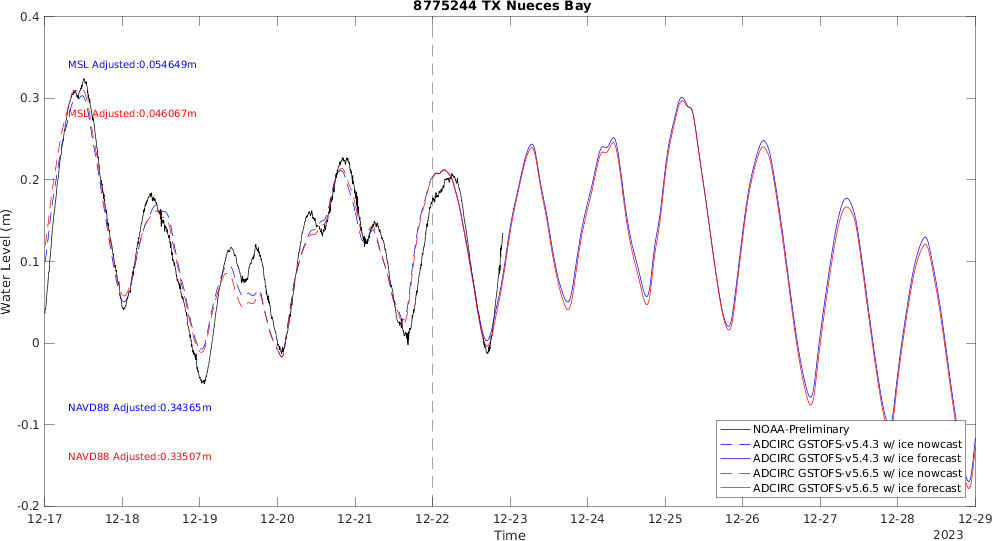 8775244 TX Nueces Bay
0.4
0.3
0.2
0.1
0
-0.1
-0.2
Water Level (m)
MSL Adjusted:0.054649m
MSL Adjusted:0.046067m
NAVD88 Adjusted:0.34365m
NAVD88 Adjusted:0.33507m
NOAA-Preliminary
ADCIRC GSTOFS-v5.4.3 w/ ice nowcast
ADCIRC GSTOFS-v5.4.3 w/ ice forecast
ADCIRC GSTOFS-v5.6.5 w/ ice nowcast
ADCIRC GSTOFS-v5.6.5 w/ ice forecast
12-17 12-18 12-19 12-20 12-21 12-22 12-23 12-24 12-25 12-26 12-27 12-28 12-29
Time
2023